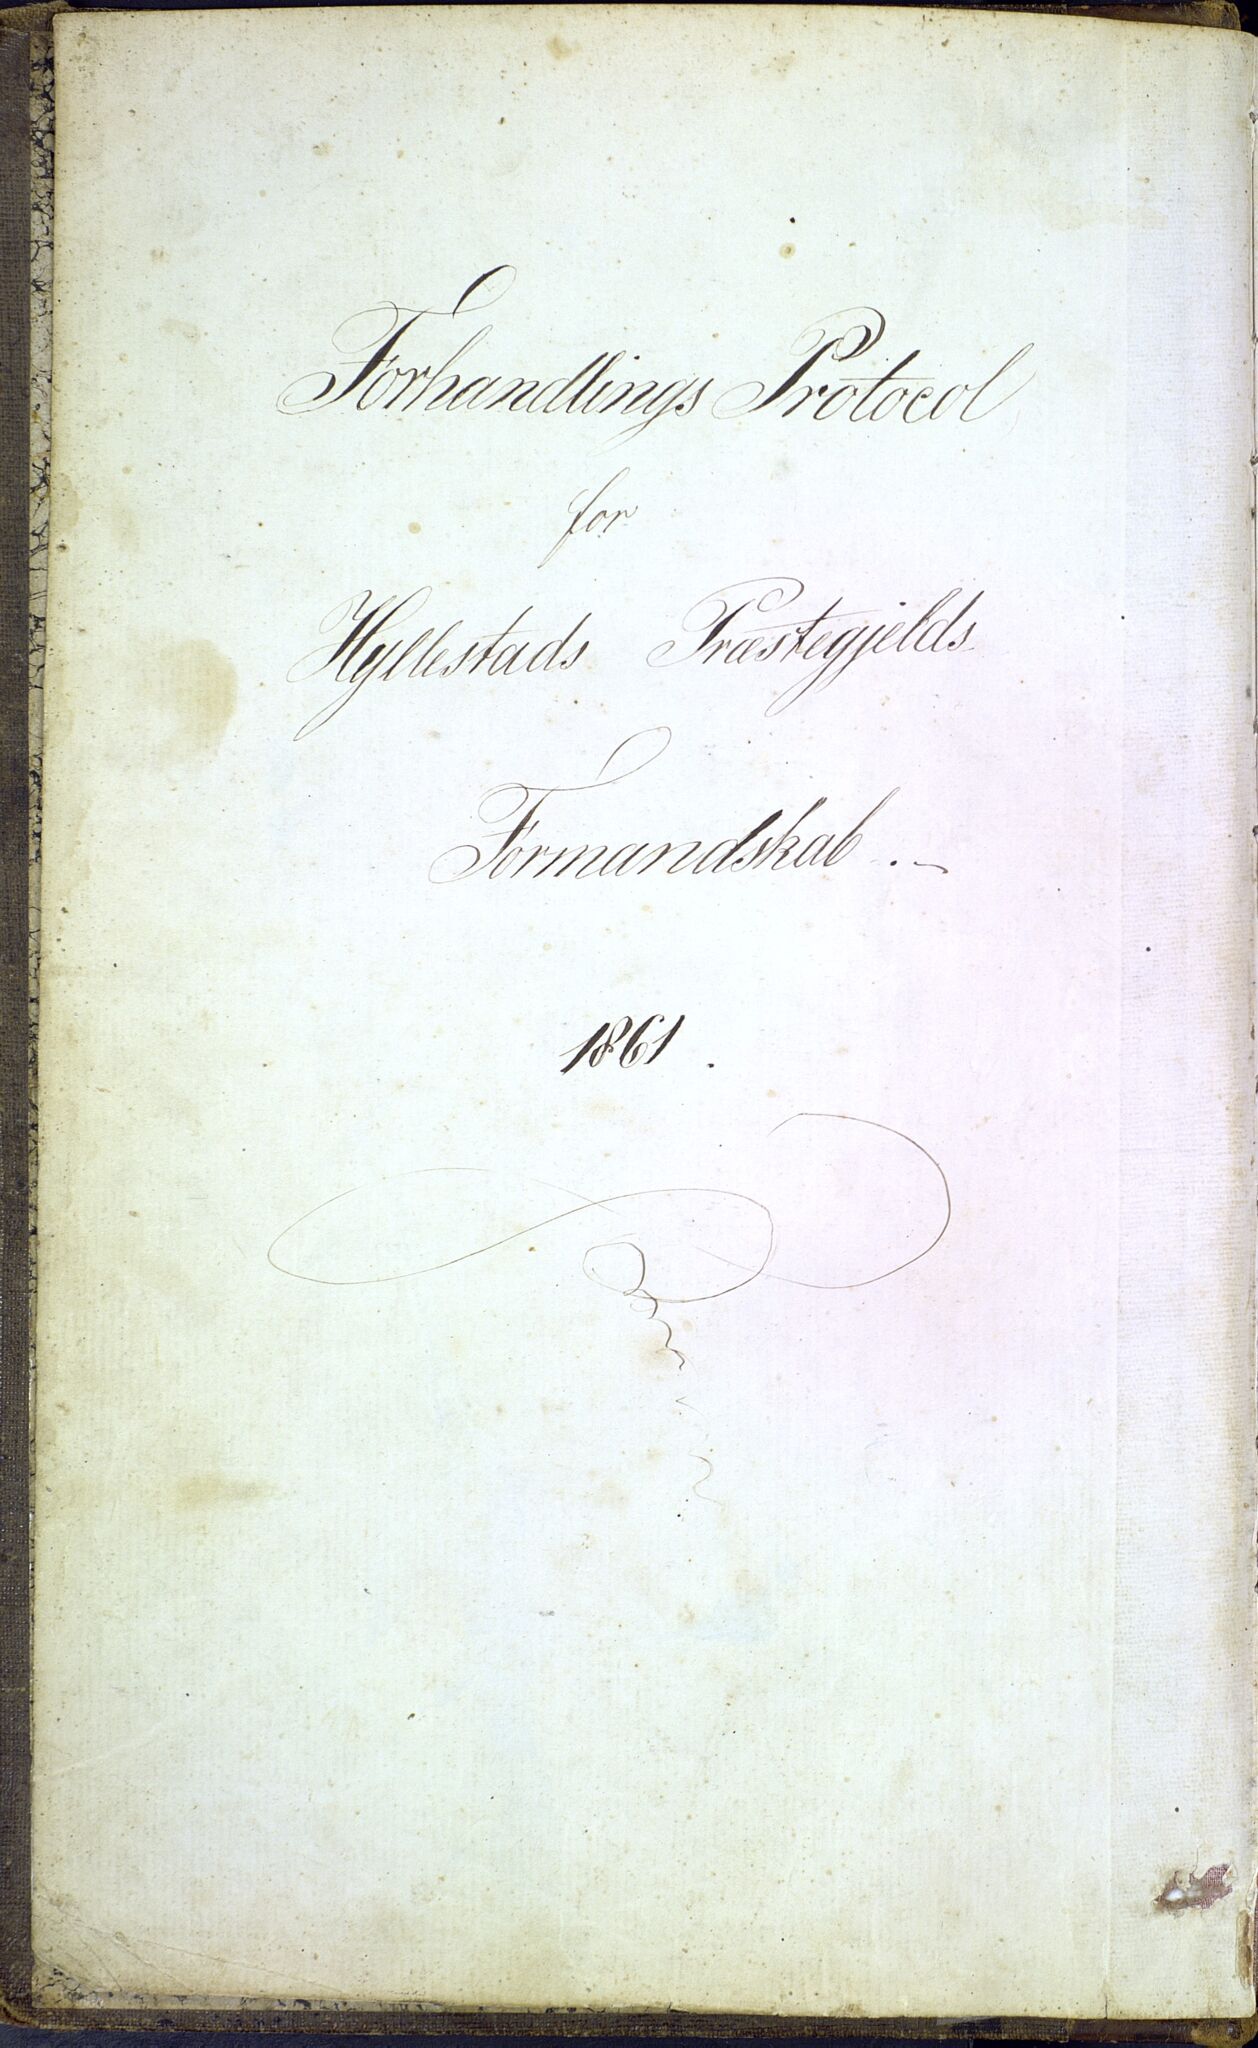 Forhandlings Protocol
for
Hyllestads Præstegjelds
Formandskab.
1861.